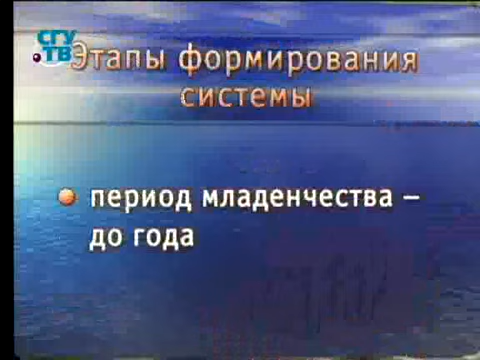 СГУ
ТВ
Этапы формирования
системы
период младенчества –
до года